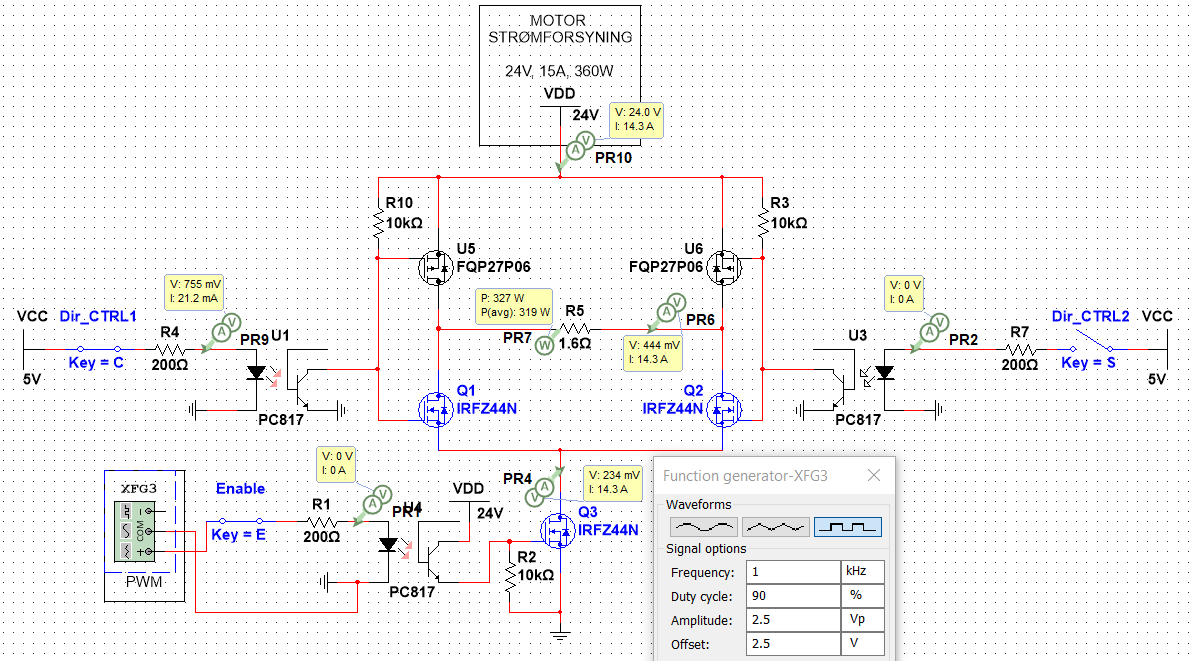 MOTOR
STRØMFORSYNING
24V, 15A, 360W
VDD
24V
V: 24.0 V
I: 14.3 A
PR10
R10
10kΩ
R3
10kΩ
U5
FQP27P06
U6
FQP27P06
V: 755 mV
I: 21.2 mA
P: 327 W
P(avg): 319 W
R5
1.6Ω
PR7
PR6
V: 444 mV
I: 14.3 A
V: 0 V
I: 0 A
VCC
Dir_CTRL1
R4
PR9
U1
Key = C
200Ω
5V
PC817
Q1
IRFZ44N
Q2
IRFZ44N
U3
PR2
R7
Dir_CTRL2
VCC
200Ω
Key = S
5V
PC817
V: 0 V
I: 0 A
XFG3
COM
PWM
Enable
Key = E
R1
200Ω
PR1
U4
VDD
24V
PC817
R2
10kΩ
PR4
V: 234 mV
I: 14.3 A
Q3
IRFZ44N
Function generator-XFG3
Waveforms
Signal options
Frequency: 1 kHz
Duty cycle: 90 %
Amplitude: 2.5 Vp
Offset: 2.5 V